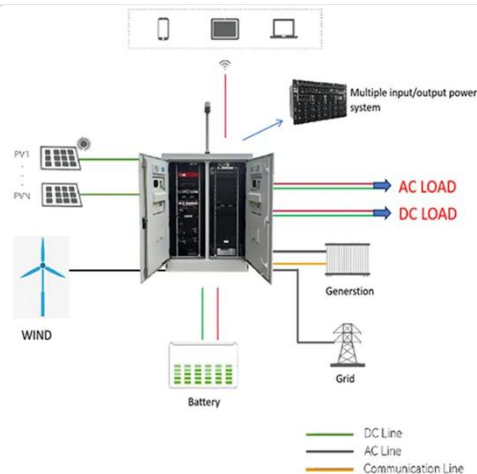 Multiple input/output power
system
PV1
PVN
AC LOAD
DC LOAD
Generstion
WIND
Grid
Battery
DC Line
AC Line
Communication Line